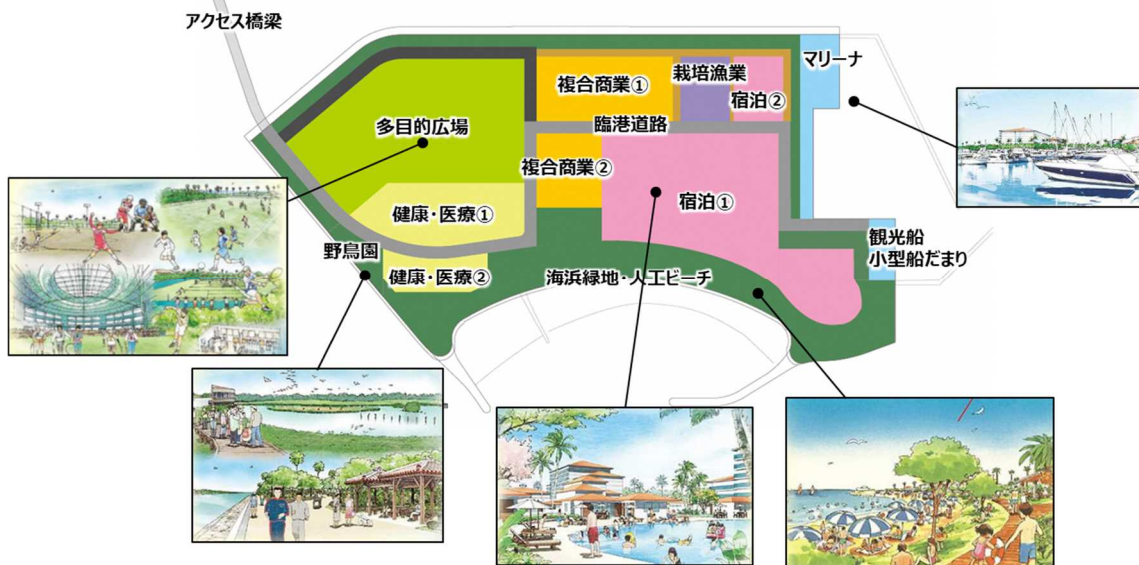 アクセス橋梁
マリーナ
複合商業①
栽培漁業
宿泊②
多目的広場
臨港道路
複合商業②
宿泊①
健康・医療①
野鳥園
健康・医療②
海浜緑地・人工ビーチ
観光船
小型船だまり